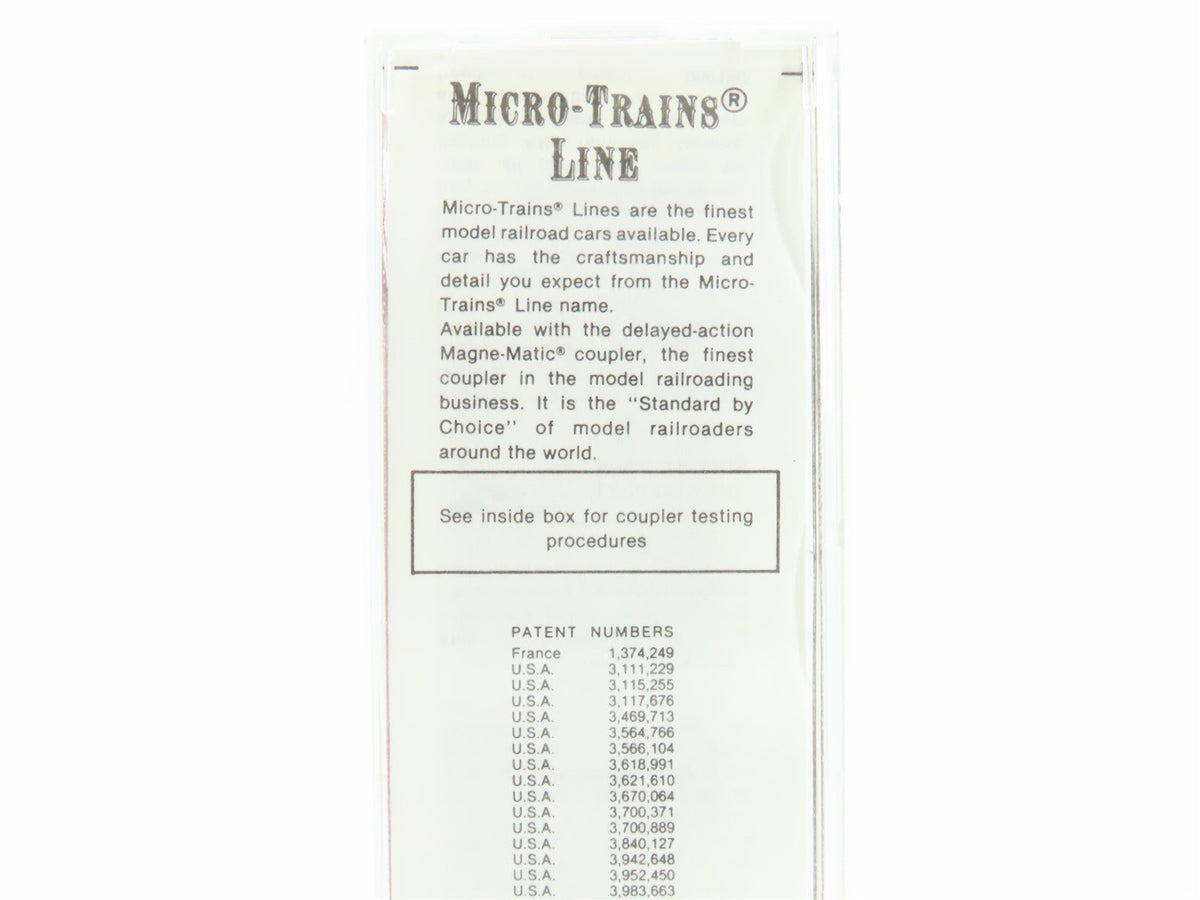 MICRO-TRAINS®
LINE
Micro-Trains® Lines are the finest
model railroad cars available. Every
car has the craftsmanship and
detail you expect from the Micro-
Trains® Line name.
Available with the delayed-action
Magne-Matic® coupler, the finest
coupler in the model railroading
business. It is the "Standard by
Choice" of model railroaders
around the world.
See inside box for coupler testing
procedures
PATENT NUMBERS
France 1,374,249
U.S.A. 3,111,229
U.S.A. 3,115,255
U.S.A. 3,117,676
U.S.A. 3,469,713
U.S.A. 3,564,766
U.S.A. 3,566,104
U.S.A. 3,618,991
U.S.A. 3,621,610
U.S.A. 3,670,064
U.S.A. 3,700,371
U.S.A. 3,700,889
U.S.A. 3,840,127
U.S.A. 3,942,648
U.S.A. 3,952,450
U.S.A. 3,983,663